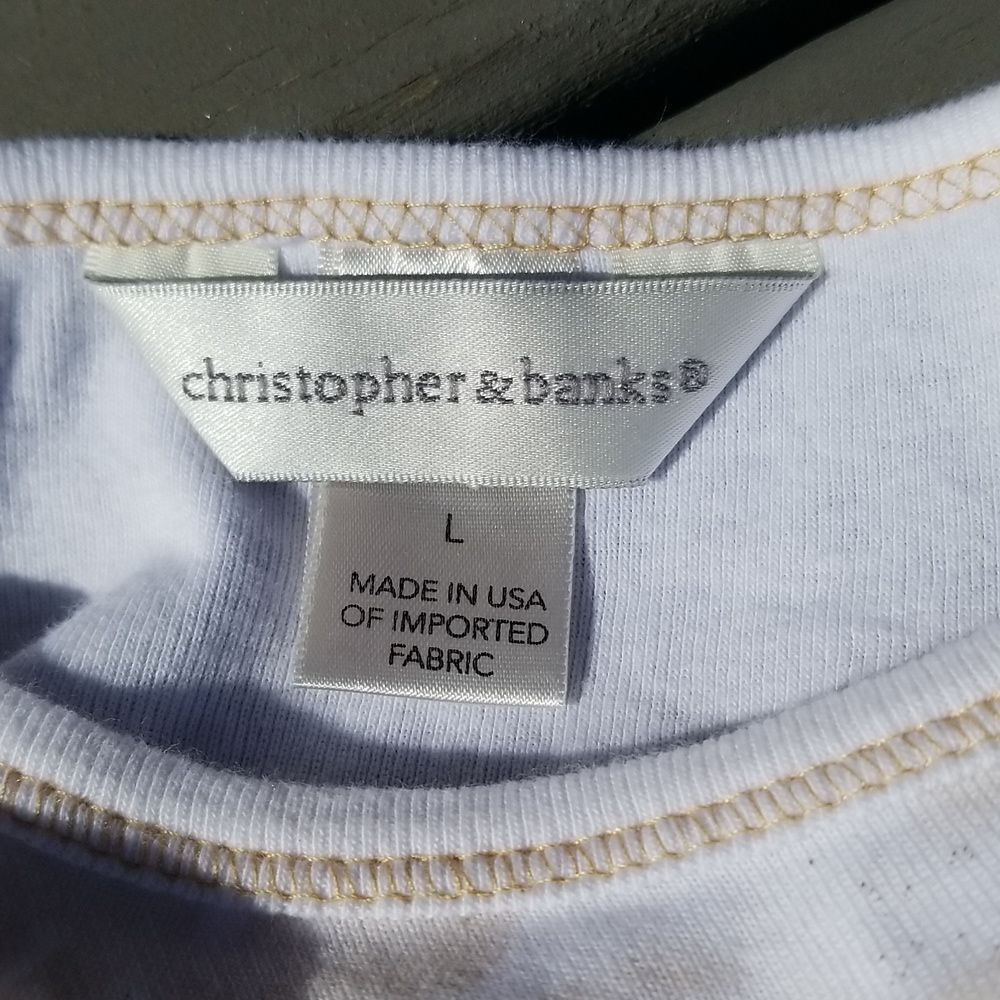 christopher & banks®
L
MADE IN USA
OF IMPORTED
FABRIC